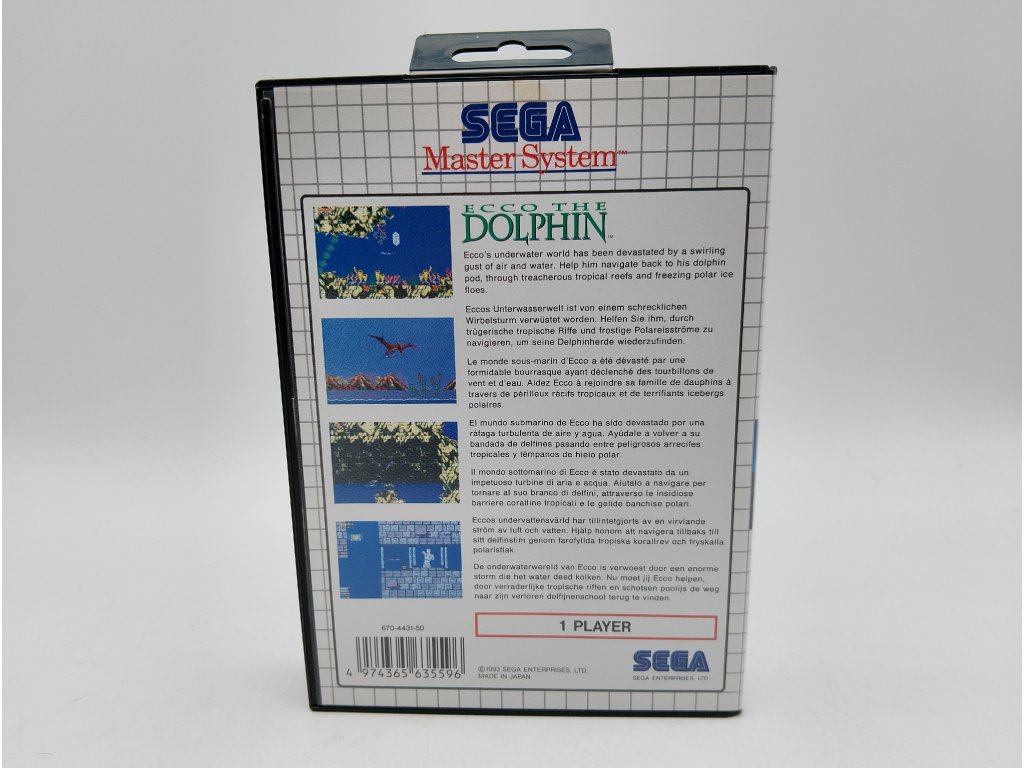 SEGA
Master System™
ECCO THE
DOLPHIN™
Ecco's underwater world has been devastated by a swirling
gust of air and water. Help him navigate back to his dolphin
pod, through treacherous tropical reefs and freezing polar ice
floes.
Eccos Unterwasserwelt ist von einem schrecklichen
Wirbelsturm verwüstet worden. Helfen Sie ihm, durch
trügerische tropische Riffe und frostige Polareisströme zu
navigieren, um seine Delphinherde wiederzufinden.
Le monde sous-marin d'Ecco a été dévasté par une
formidable bourrasque ayant déclenché des tourbillons de
vent et d'eau. Aidez Ecco à rejoindre sa famille de dauphins à
travers de périlleux récifs tropicaux et de terrifiants icebergs
polaires.
El mundo submarino de Ecco ha sido devastado por una
ráfaga turbulenta de aire y agua. Ayúdale a volver a su
bandada de delfines pasando entre peligrosos arrecifes
tropicales y témpanos de hielo polar.
Il mondo sottomarino di Ecco è stato devastato da un
impetuoso turbine di aria e acqua. Aiutalo a navigare per
tornare al suo branco di delfini, attraverso le insidiose
barriere coralline tropicali e le gelide banchise polari.
Eccos undervattensvärld har tillintetgjorts av en virvlande
ström av luft och vatten. Hjälp honom att navigera tillbaks till
sitt delfinstim genom farofyllda tropiska korallrev och fryskalla
polarisflak.
De onderwaterwereld van Ecco is verwoest door een enorme
storm die het water deed kolken. Nu moet jij Ecco helpen,
door verraderlijke tropische riffen en schotsen poolijs de weg
naar zijn verloren dolfijnenschool terug te vinden.
1 PLAYER
670-4431-50
4 974365 635596
©1993 SEGA ENTERPRISES, LTD.
MADE IN JAPAN
SEGA
SEGA ENTERPRISES, LTD.